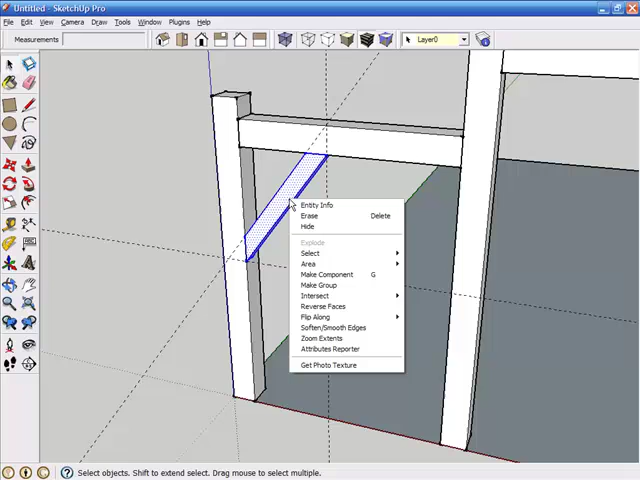 Untitled - SketchUp Pro
File Edit View Camera Draw Tools Window Plugins Help
Measurements
Layer0
Entity Info
Erase Delete
Hide
Explode
Select
Area
Make Component G
Make Group
Intersect
Reverse Faces
Flip Along
Soften/Smooth Edges
Zoom Extents
Attributes Reporter
Get Photo Texture
Select objects. Shift to extend select. Drag mouse to select multiple.